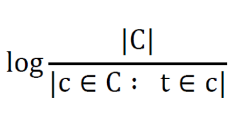 log |C| / |c ∈ C : t ∈ c|